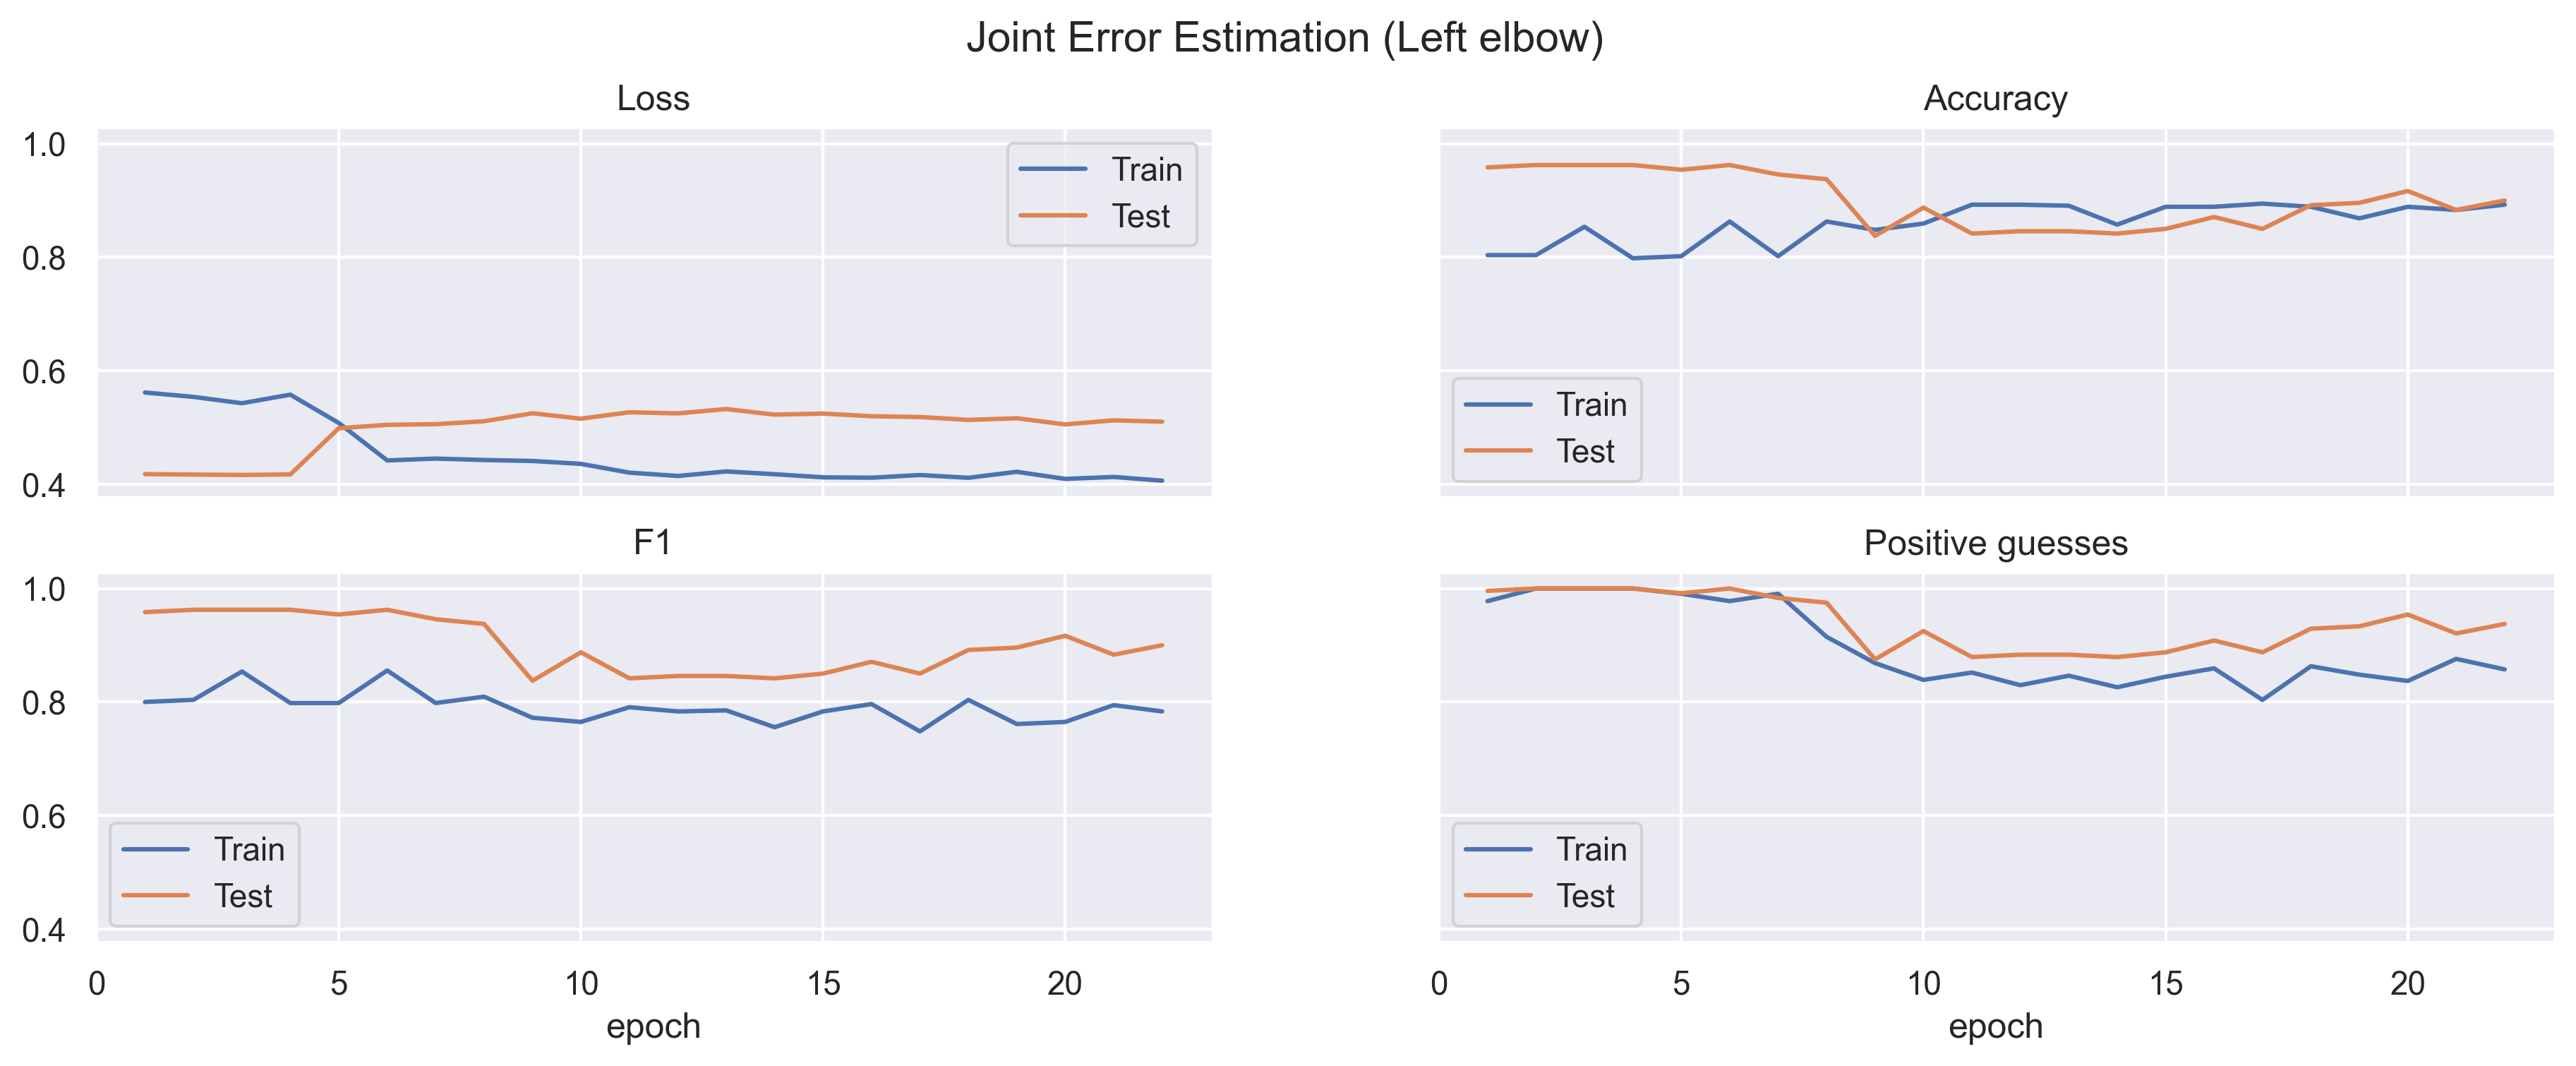 Joint Error Estimation (Left elbow)
Loss
1.0
0.8
0.6
0.4
Train
Test
Accuracy
Train
Test
F1
1.0
0.8
0.6
0.4
Train
Test
0 5 10 15 20
epoch
Positive guesses
Train
Test
0 5 10 15 20
epoch